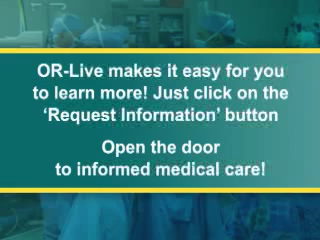 OR-Live makes it easy for you
to learn more! Just click on the
‘Request Information’ button
Open the door
to informed medical care!